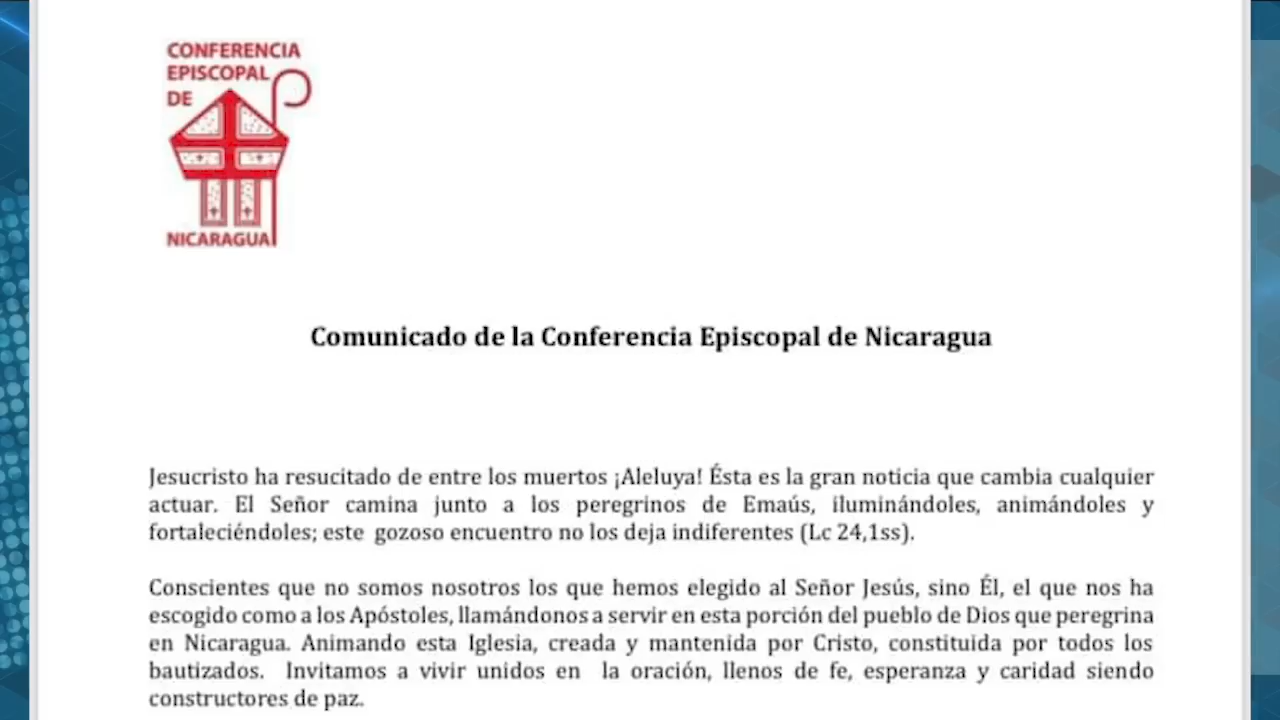 CONFERENCIA
EPISCOPAL
DE
NICARAGUA
Comunicado de la Conferencia Episcopal de Nicaragua
Jesucristo ha resucitado de entre los muertos ¡Aleluya! Ésta es la gran noticia que cambia cualquier
actuar. El Señor camina junto a los peregrinos de Emaús, iluminándoles, animándoles y
fortaleciéndoles; este gozoso encuentro no los deja indiferentes (Lc 24,1ss).
Conscientes que no somos nosotros los que hemos elegido al Señor Jesús, sino Él, el que nos ha
escogido como a los Apóstoles, llamándonos a servir en esta porción del pueblo de Dios que peregrina
en Nicaragua. Animando esta Iglesia, creada y mantenida por Cristo, constituida por todos los
bautizados. Invitamos a vivir unidos en la oración, llenos de fe, esperanza y caridad siendo
constructores de paz.